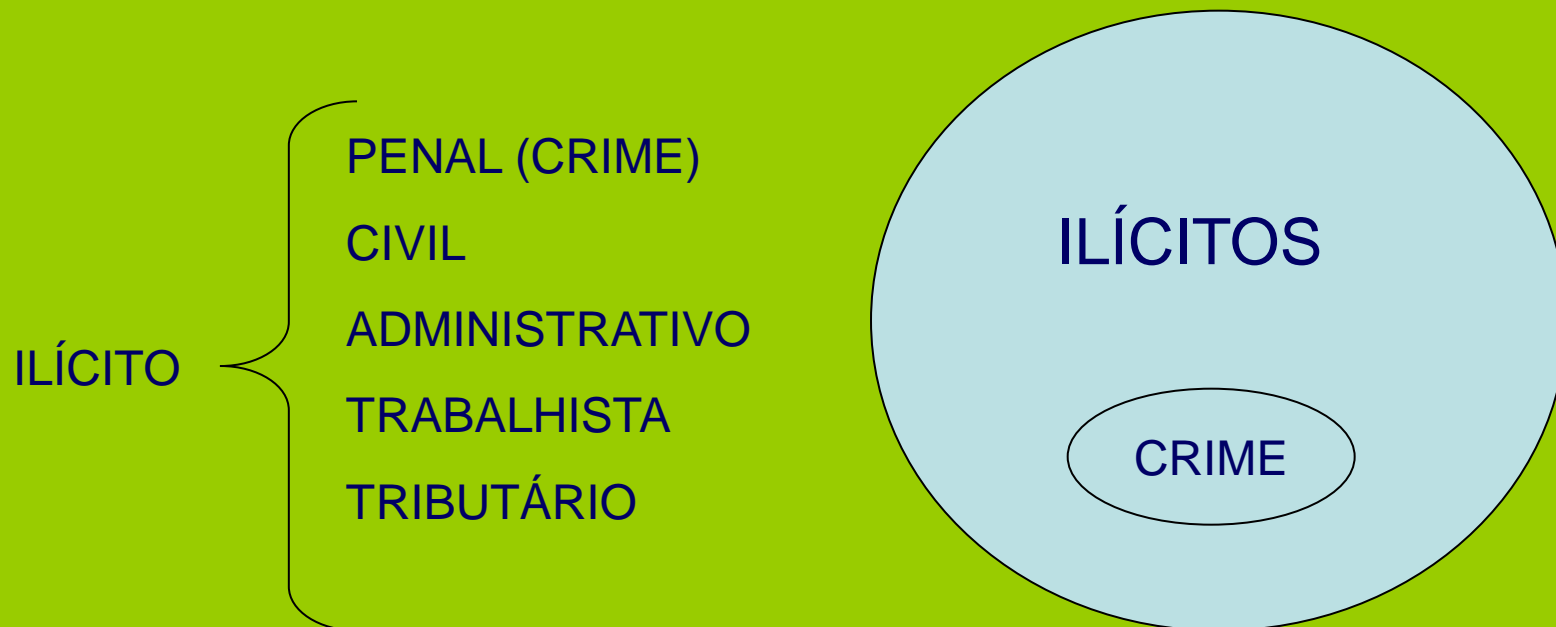 ILÍCITO
PENAL (CRIME)
CIVIL
ADMINISTRATIVO
TRABALHISTA
TRIBUTÁRIO
ILÍCITOS
CRIME